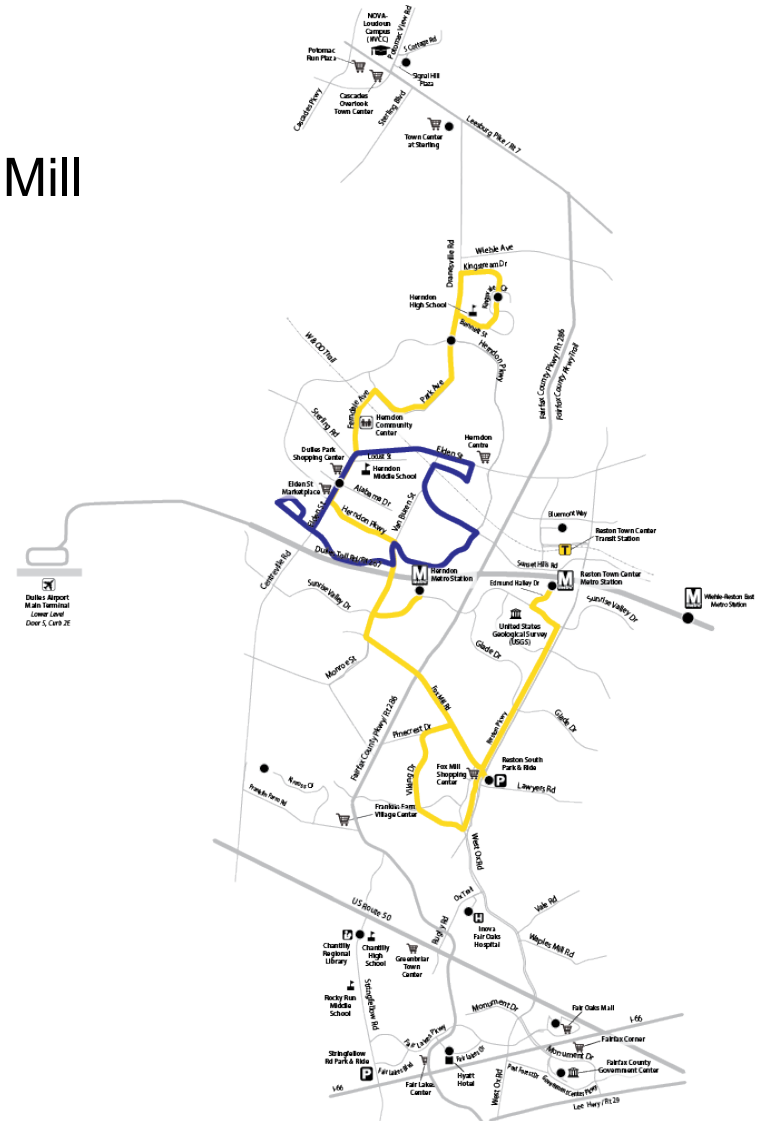 NOVA-
Loudoun
Campus
(NVCC)
Potomac View Rd
S Cottage Rd
Potomac
Run Plaza
Signal Hill
Plaza
Cascades
Overlook
Town Center
Cascades Pkwy
Sterling Blvd
Leesburg Pike / Rt 7
Town Center
at Sterling
Mill
Wiehle Ave
Dranesville Rd
Kingstream Dr
Herndon
High School
Bennett St
Herndon Pkwy
W&OD Trail
Fairfax County Pkwy/Rt 286
Fairfax County Pkwy Trail
Ferndale Ave
Park Ave
Sterling Rd
Herndon
Community
Center
Herndon
Centre
Elden St
Dulles Park
Shopping Center
Locust St
Herndon
Middle School
Elden St
Marketplace
Alabama Dr
Van Buren St
Elden St
Herndon Pkwy
Bluemont Way
Reston Town Center
Transit Station
T
Dulles Toll Rd/Rt 267
Centreville Rd
Sunset Hills Rd
M
Herndon
Metro Station
Edmund Halley Dr
M
Reston Town Center
Metro Station
M
Wiehle-Reston East
Metro Station
Dulles Airport
Main Terminal
Lower Level
Door 5, Curb 2E
Sunrise Valley Dr
Sunrise Valley Dr
United States
Geological Survey
(USGS)
Glade Dr
Monroe St
Fox Mill Rd
Fairfax County Pkwy/Rt 286
Reston Pkwy
Glade Dr
Pinecrest Dr
Viking Dr
Fox Mill
Shopping
Center
Reston South
Park & Ride
P
Lawyers Rd
Franklin Farm Rd
Franklin Farm
Village Center
West Ox Rd
US Route 50
Ox Trail
Vale Rd
Rugby Rd
H
Inova
Fair Oaks
Hospital
Waples Mill Rd
Chantilly
Regional
Library
Chantilly
High
School
Greenbriar
Town
Center
Rocky Run
Middle
School
Stringfellow Rd
Monument Dr
Fair Oaks Mall
I-66
Fair Lakes Pkwy
Fairfax Corner
Stringfellow
Rd Park & Ride
P
Fair Lakes Blvd
Fair Lakes Dr
Monument Dr
Fairfax County
Government Center
Fair Lakes
Center
Hyatt
Hotel
Post Forest Dr
Government Center Pkwy
I-66
West Ox Rd
Lee Hwy / Rt 29